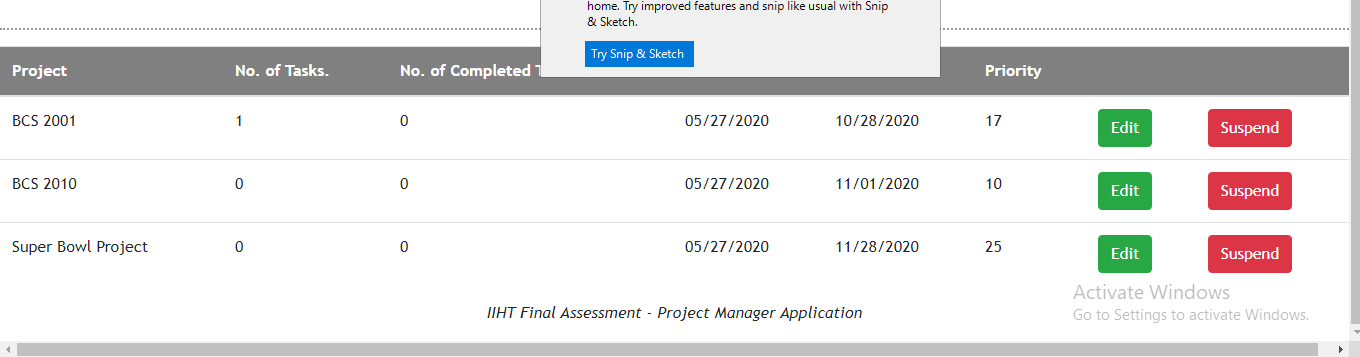 home. Try improved features and snip like usual with Snip
& Sketch.
Try Snip & Sketch
Project No. of Tasks. No. of Completed Priority
BCS 2001 1 0 05/27/2020 10/28/2020 17 Edit Suspend
BCS 2010 0 0 05/27/2020 11/01/2020 10 Edit Suspend
Super Bowl Project 0 0 05/27/2020 11/28/2020 25 Edit Suspend
Activate Windows
IIHT Final Assessment - Project Manager Application
Go to Settings to activate Windows.